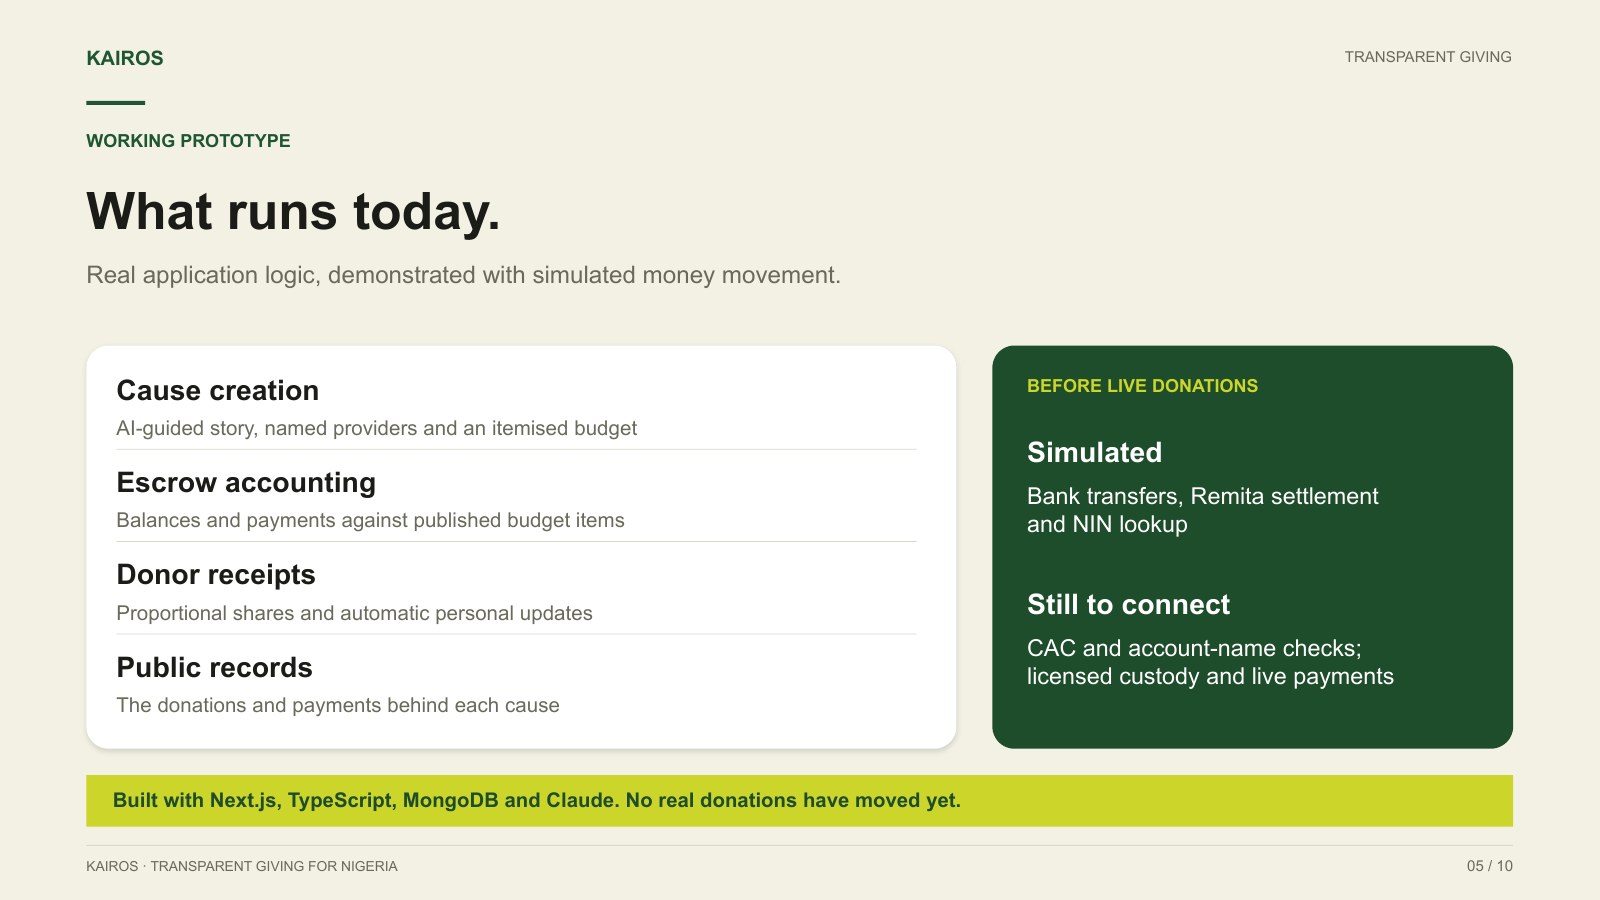 KAIROS
TRANSPARENT GIVING
WORKING PROTOTYPE
What runs today.
Real application logic, demonstrated with simulated money movement.
Cause creation
AI-guided story, named providers and an itemised budget
Escrow accounting
Balances and payments against published budget items
Donor receipts
Proportional shares and automatic personal updates
Public records
The donations and payments behind each cause
BEFORE LIVE DONATIONS
Simulated
Bank transfers, Remita settlement
and NIN lookup
Still to connect
CAC and account-name checks;
licensed custody and live payments
Built with Next.js, TypeScript, MongoDB and Claude. No real donations have moved yet.
KAIROS · TRANSPARENT GIVING FOR NIGERIA
05 / 10